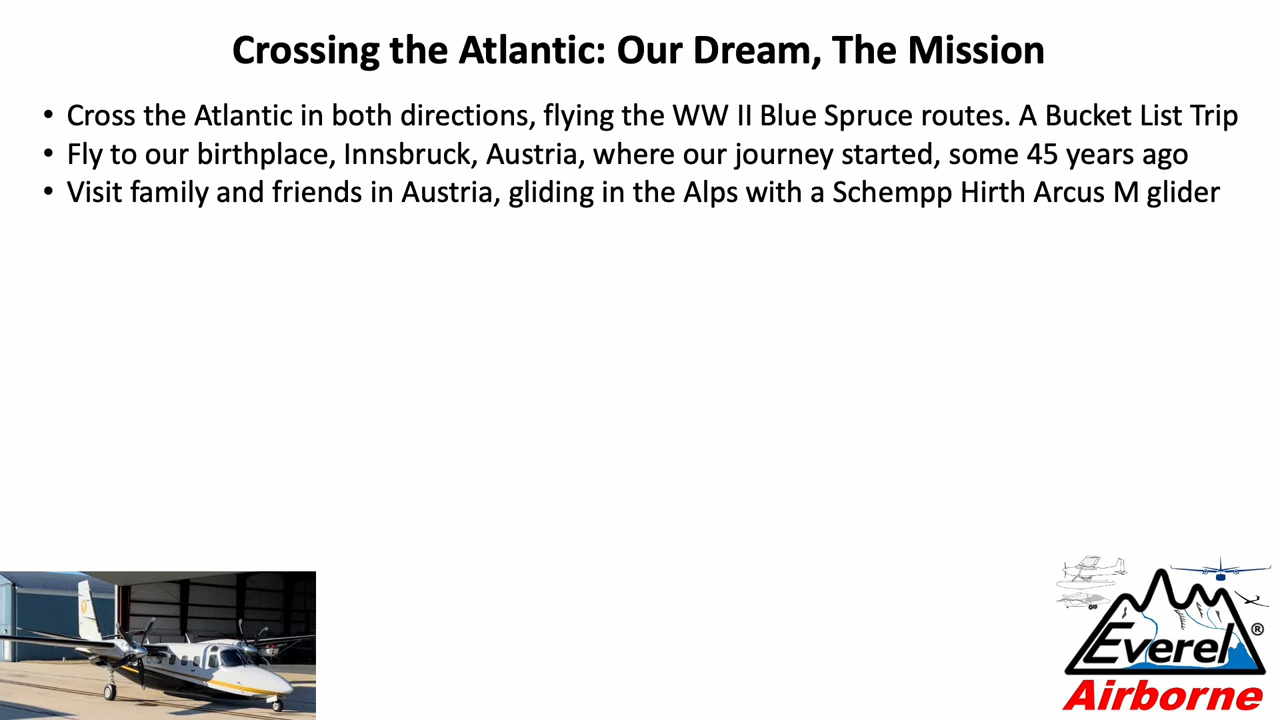 Crossing the Atlantic: Our Dream, The Mission
• Cross the Atlantic in both directions, flying the WW II Blue Spruce routes. A Bucket List Trip
• Fly to our birthplace, Innsbruck, Austria, where our journey started, some 45 years ago
• Visit family and friends in Austria, gliding in the Alps with a Schempp Hirth Arcus M glider
Everel®
Airborne